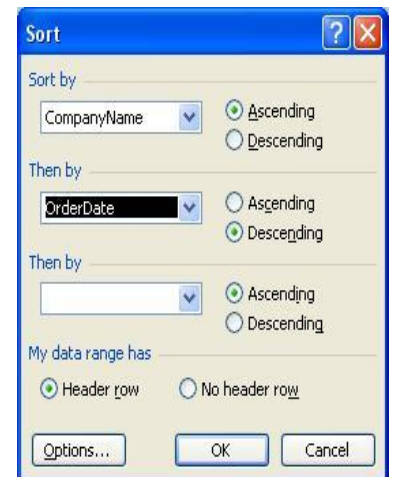 Sort
Sort by
CompanyName
Ascending
Descending
Then by
OrderDate
Ascending
Descending
Then by
Ascending
Descending
My data range has
Header row
No header row
Options...
OK
Cancel